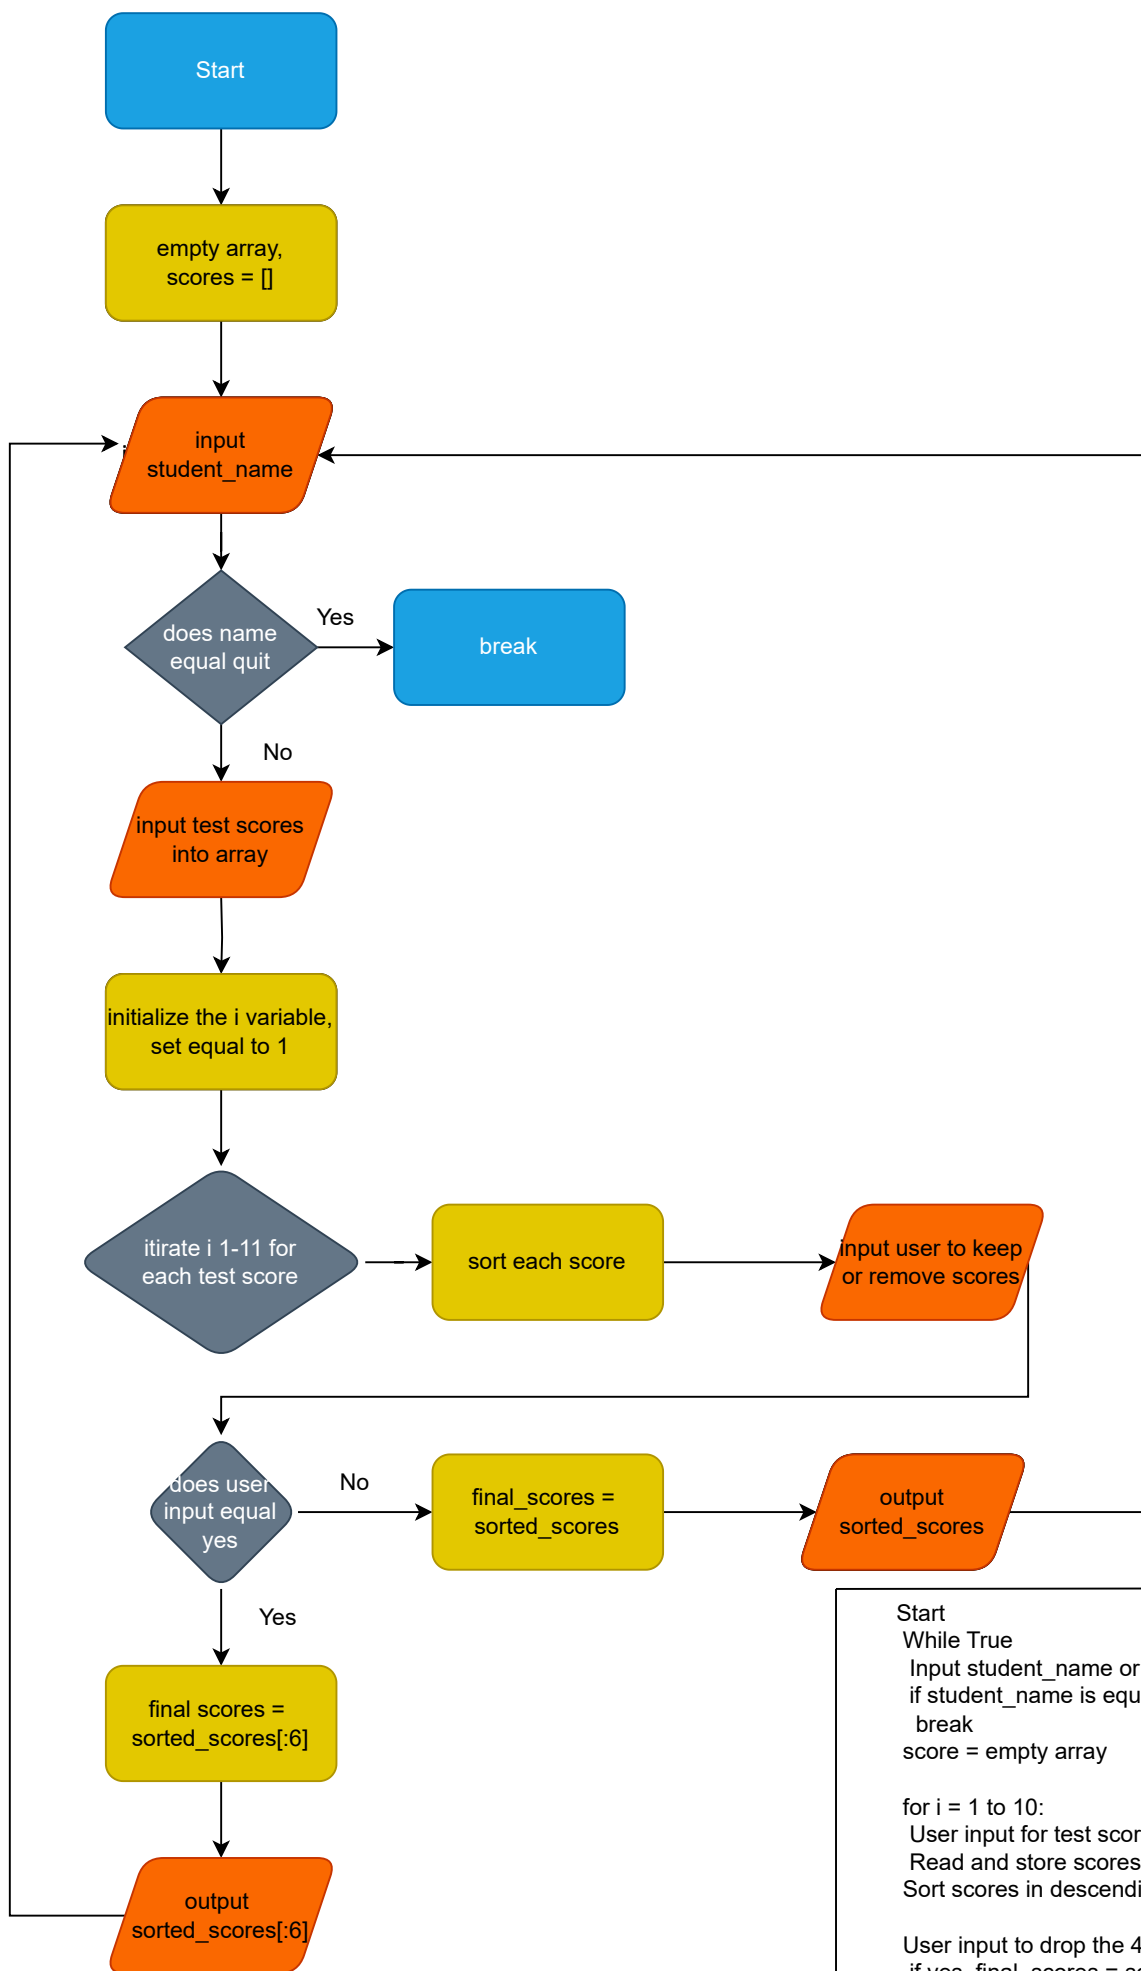 Start
empty array,
scores = []
input
student_name
does name
equal quit
Yes
break
No
input test scores
into array
initialize the i variable,
set equal to 1
itirate i 1-11 for
each test score
sort each score
input user to keep
or remove scores
does user
input equal
yes
No
final_scores =
sorted_scores
output
sorted_scores
Yes
final scores =
sorted_scores[:6]
output
sorted_scores[:6]
Start
While True
Input student_name or
if student_name is equ
break
score = empty array
for i = 1 to 10:
User input for test scor
Read and store scores
Sort scores in descendi
User input to drop the 4
if yes, final_scores = so